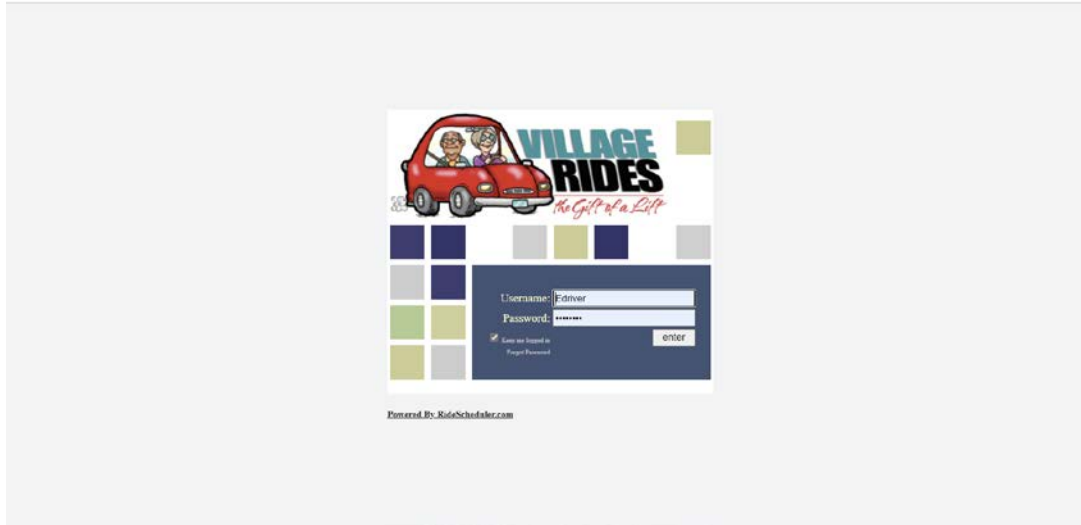 VILLAGE
RIDES
the Gift of a Lift
Username: Edriver
Password: ••••••••
Keep me logged in
enter
Forgot Password
Powered By RideScheduler.com